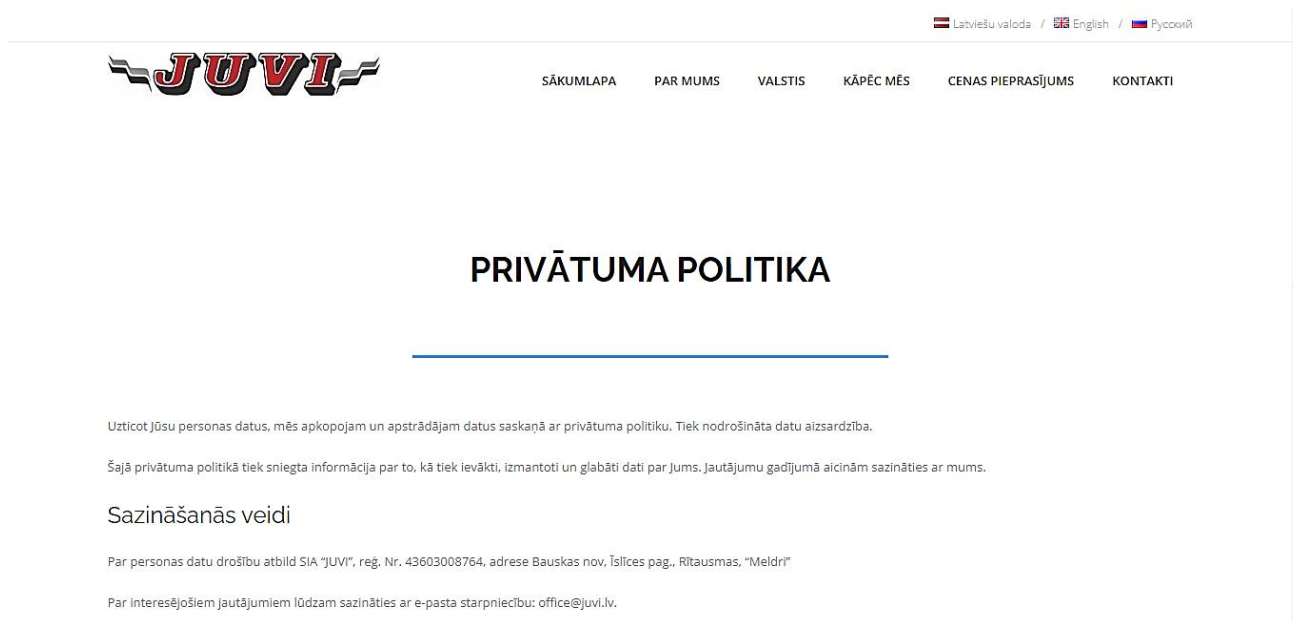 Latviešu valoda / English / Русский
JUVI
SĀKUMLAPA PAR MUMS VALSTIS KĀPĒC MĒS CENAS PIEPRASĪJUMS KONTAKTI
PRIVĀTUMA POLITIKA
Uzticot Jūsu personas datus, mēs apkopojam un apstrādājam datus saskaņā ar privātuma politiku. Tiek nodrošināta datu aizsardzība.
Šajā privātuma politikā tiek sniegta informācija par to, kā tiek ievākti, izmantoti un glabāti dati par Jums. Jautājumu gadījumā aicinām sazināties ar mums.
Sazināšanās veidi
Par personas datu drošību atbild SIA “JUVI”, reģ. Nr. 43603008764, adrese Bauskas nov, Īslīces pag., Rītausmas, “Meldri”
Par interesējošiem jautājumiem lūdzam sazināties ar e-pasta starpniecību: office@juvi.lv.